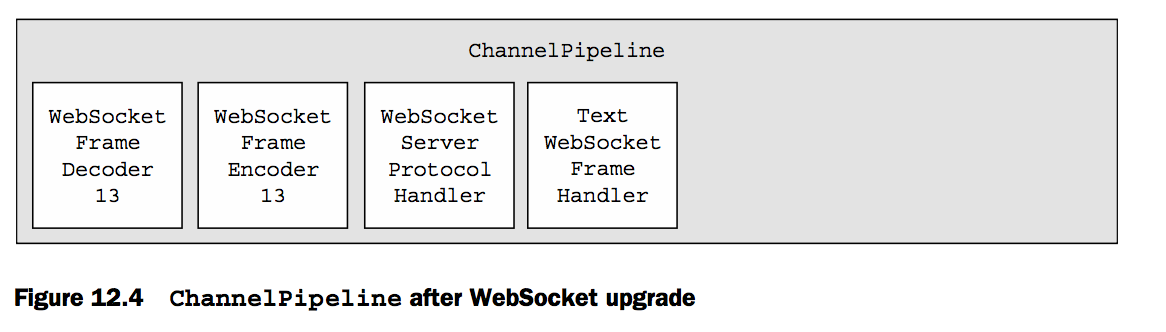 ChannelPipeline
WebSocket
Frame
Decoder
13
WebSocket
Frame
Encoder
13
WebSocket
Server
Protocol
Handler
Text
WebSocket
Frame
Handler
Figure 12.4 ChannelPipeline after WebSocket upgrade